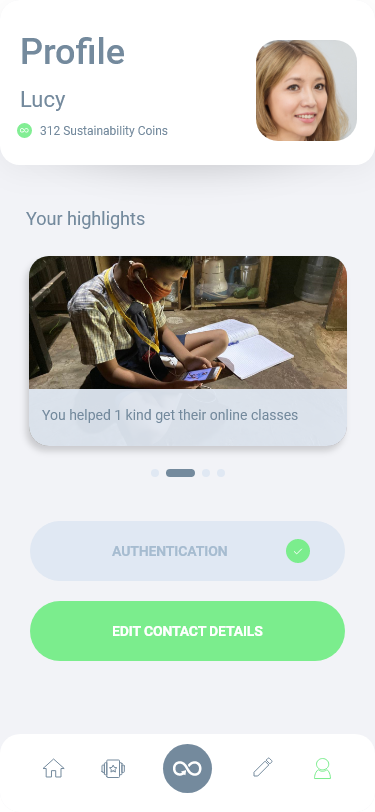 Profile
Lucy
312 Sustainability Coins
Your highlights
You helped 1 kind get their online classes
AUTHENTICATION
EDIT CONTACT DETAILS